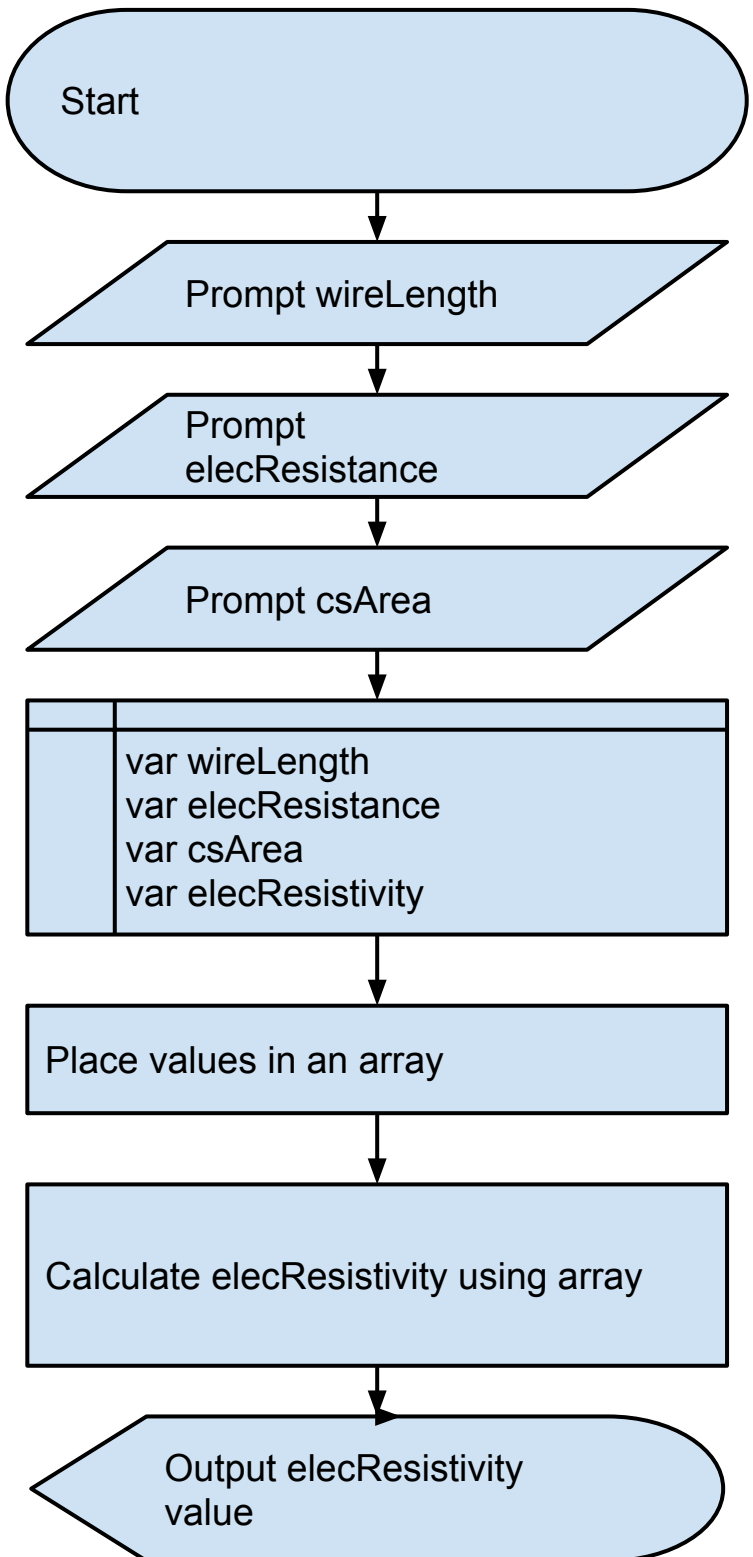 Start
Prompt wireLength
Prompt
elecResistance
Prompt csArea
var wireLength
var elecResistance
var csArea
var elecResistivity
Place values in an array
Calculate elecResistivity using array
Output elecResistivity
value